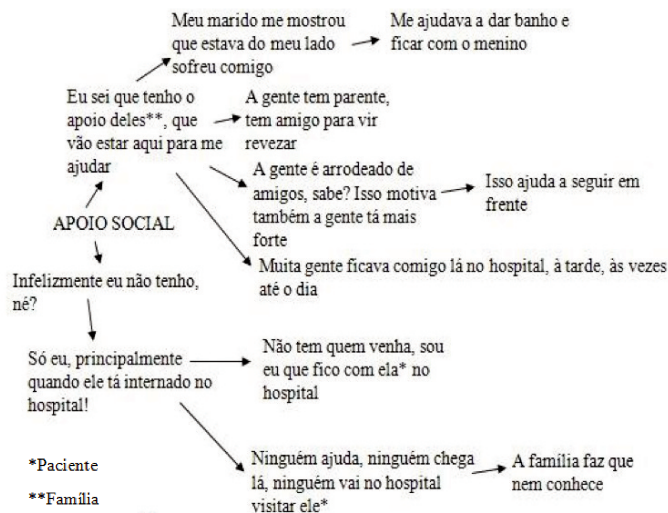 Meu marido me mostrou
que estava do meu lado
sofreu comigo
Me ajudava a dar banho e
ficar com o menino
Eu sei que tenho o
apoio deles**, que
vão estar aqui para me
ajudar
A gente tem parente,
tem amigo para vir
revezar
A gente é arrodeado de
amigos, sabe? Isso motiva
também a gente tá mais
forte
Isso ajuda a seguir em
frente
APOIO SOCIAL
Muita gente ficava comigo lá no hospital, à tarde, às vezes
até o dia
Infelizmente eu não tenho,
né?
Só eu, principalmente
quando ele tá internado no
hospital!
Não tem quem venha, sou
eu que fico com ela* no
hospital
Ninguém ajuda, ninguém chega
lá, ninguém vai no hospital
visitar ele*
A família faz que
nem conhece
*Paciente
**Família